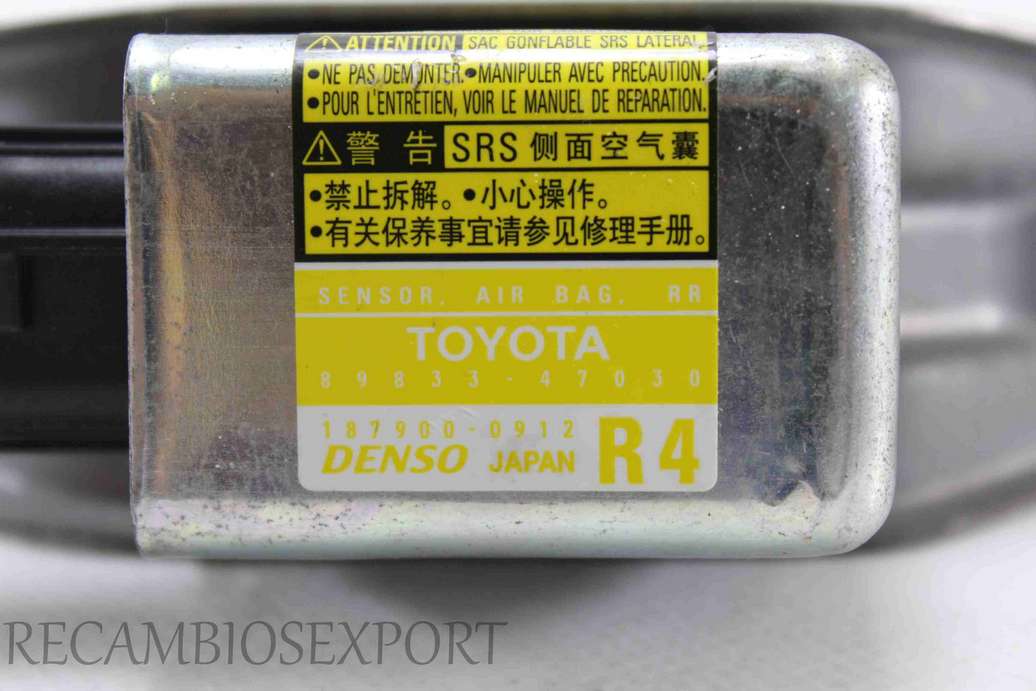 ⚠ATTENTION SAC GONFLABLE SRS LATERAL
•NE PAS DEMONTER.•MANIPULER AVEC PRECAUTION.
•POUR L'ENTRETIEN, VOIR LE MANUEL DE REPARATION.
⚠警 告 SRS 侧面空气囊
•禁止拆解。•小心操作。
•有关保养事宜请参见修理手册。
SENSOR, AIR BAG, RR
TOYOTA
89833-47030
187900-0912
DENSO JAPAN R4
RECAMBIOSEXPORT